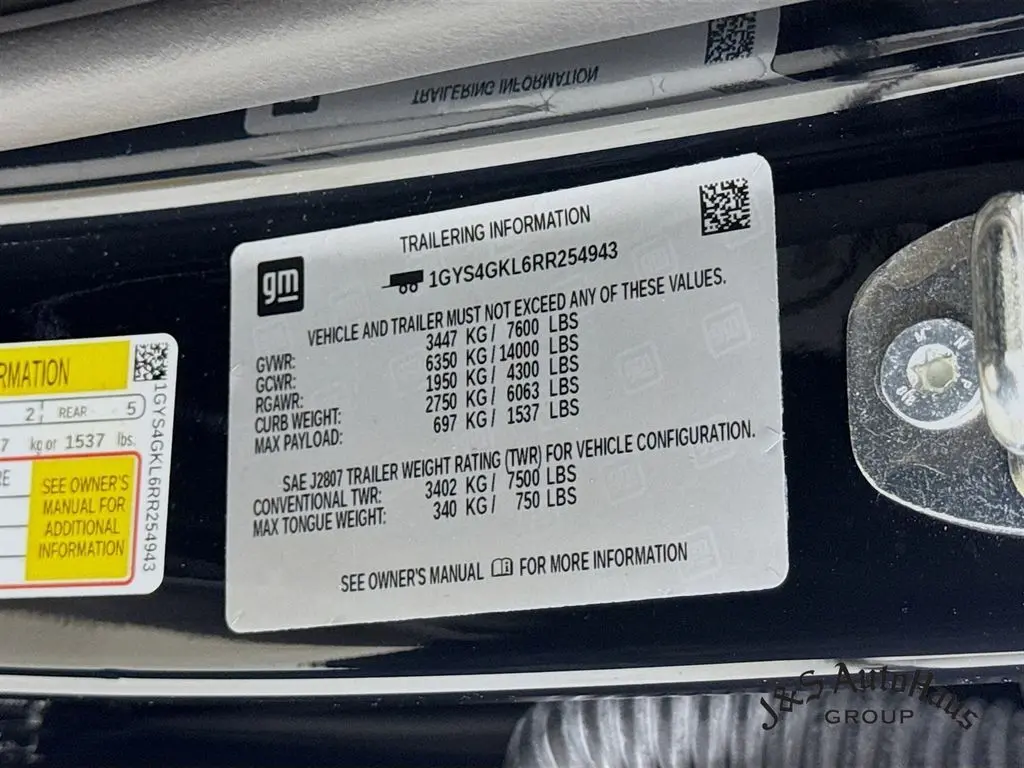 TRAILERING INFORMATION
TRAILERING INFORMATION
gm
1GYS4GKL6RR254943
VEHICLE AND TRAILER MUST NOT EXCEED ANY OF THESE VALUES.
GVWR: 3447 KG / 7600 LBS
GCWR: 6350 KG / 14000 LBS
RGAWR: 1950 KG / 4300 LBS
CURB WEIGHT: 2750 KG / 6063 LBS
MAX PAYLOAD: 697 KG / 1537 LBS
SAE J2807 TRAILER WEIGHT RATING (TWR) FOR VEHICLE CONFIGURATION.
CONVENTIONAL TWR: 3402 KG / 7500 LBS
MAX TONGUE WEIGHT: 340 KG / 750 LBS
SEE OWNER'S MANUAL FOR MORE INFORMATION
RMATION
2 REAR 5
7 kg or 1537 lbs.
RE
SEE OWNER'S
MANUAL FOR
ADDITIONAL
INFORMATION
1GYS4GKL6RR254943
J&S AutoHaus
GROUP